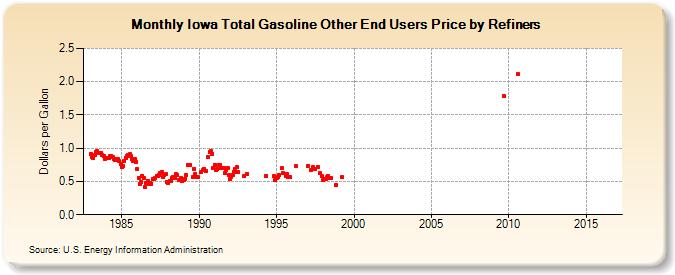 Monthly Iowa Total Gasoline Other End Users Price by Refiners
Dollars per Gallon
2.5
2.0
1.5
1.0
0.5
0.0
1985 1990 1995 2000 2005 2010 2015
Source: U.S. Energy Information Administration